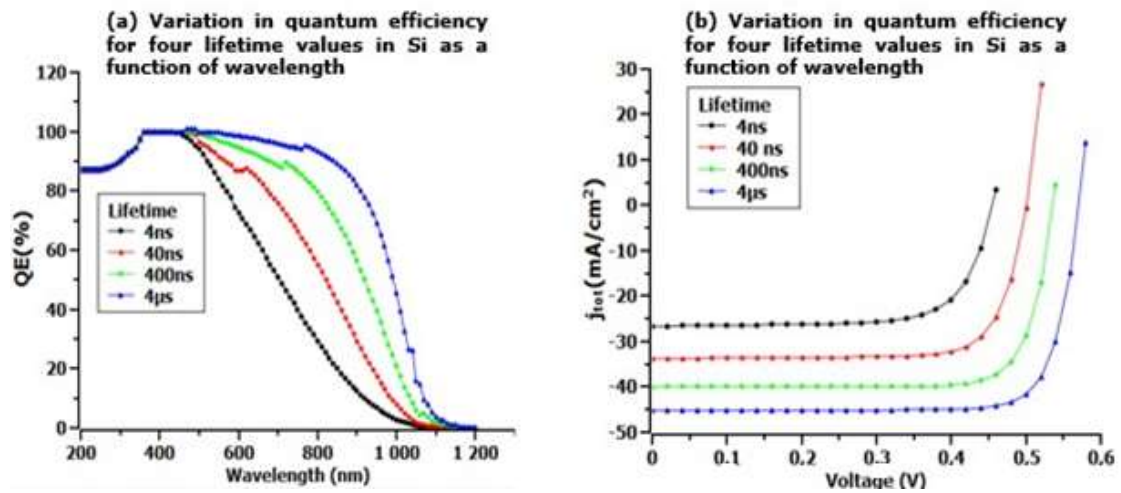 (a) Variation in quantum efficiency
for four lifetime values in Si as a
function of wavelength
120
100
80
60
40
20
0
QE(%)
Lifetime
4ns
40ns
400ns
4µs
200 400 600 800 1 000 1 200
Wavelength (nm)
(b) Variation in quantum efficiency
for four lifetime values in Si as a
function of wavelength
30
20
10
0
-10
-20
-30
-40
-50
jtot(mA/cm²)
Lifetime
4ns
40 ns
400ns
4µs
0 0.1 0.2 0.3 0.4 0.5 0.6
Voltage (V)